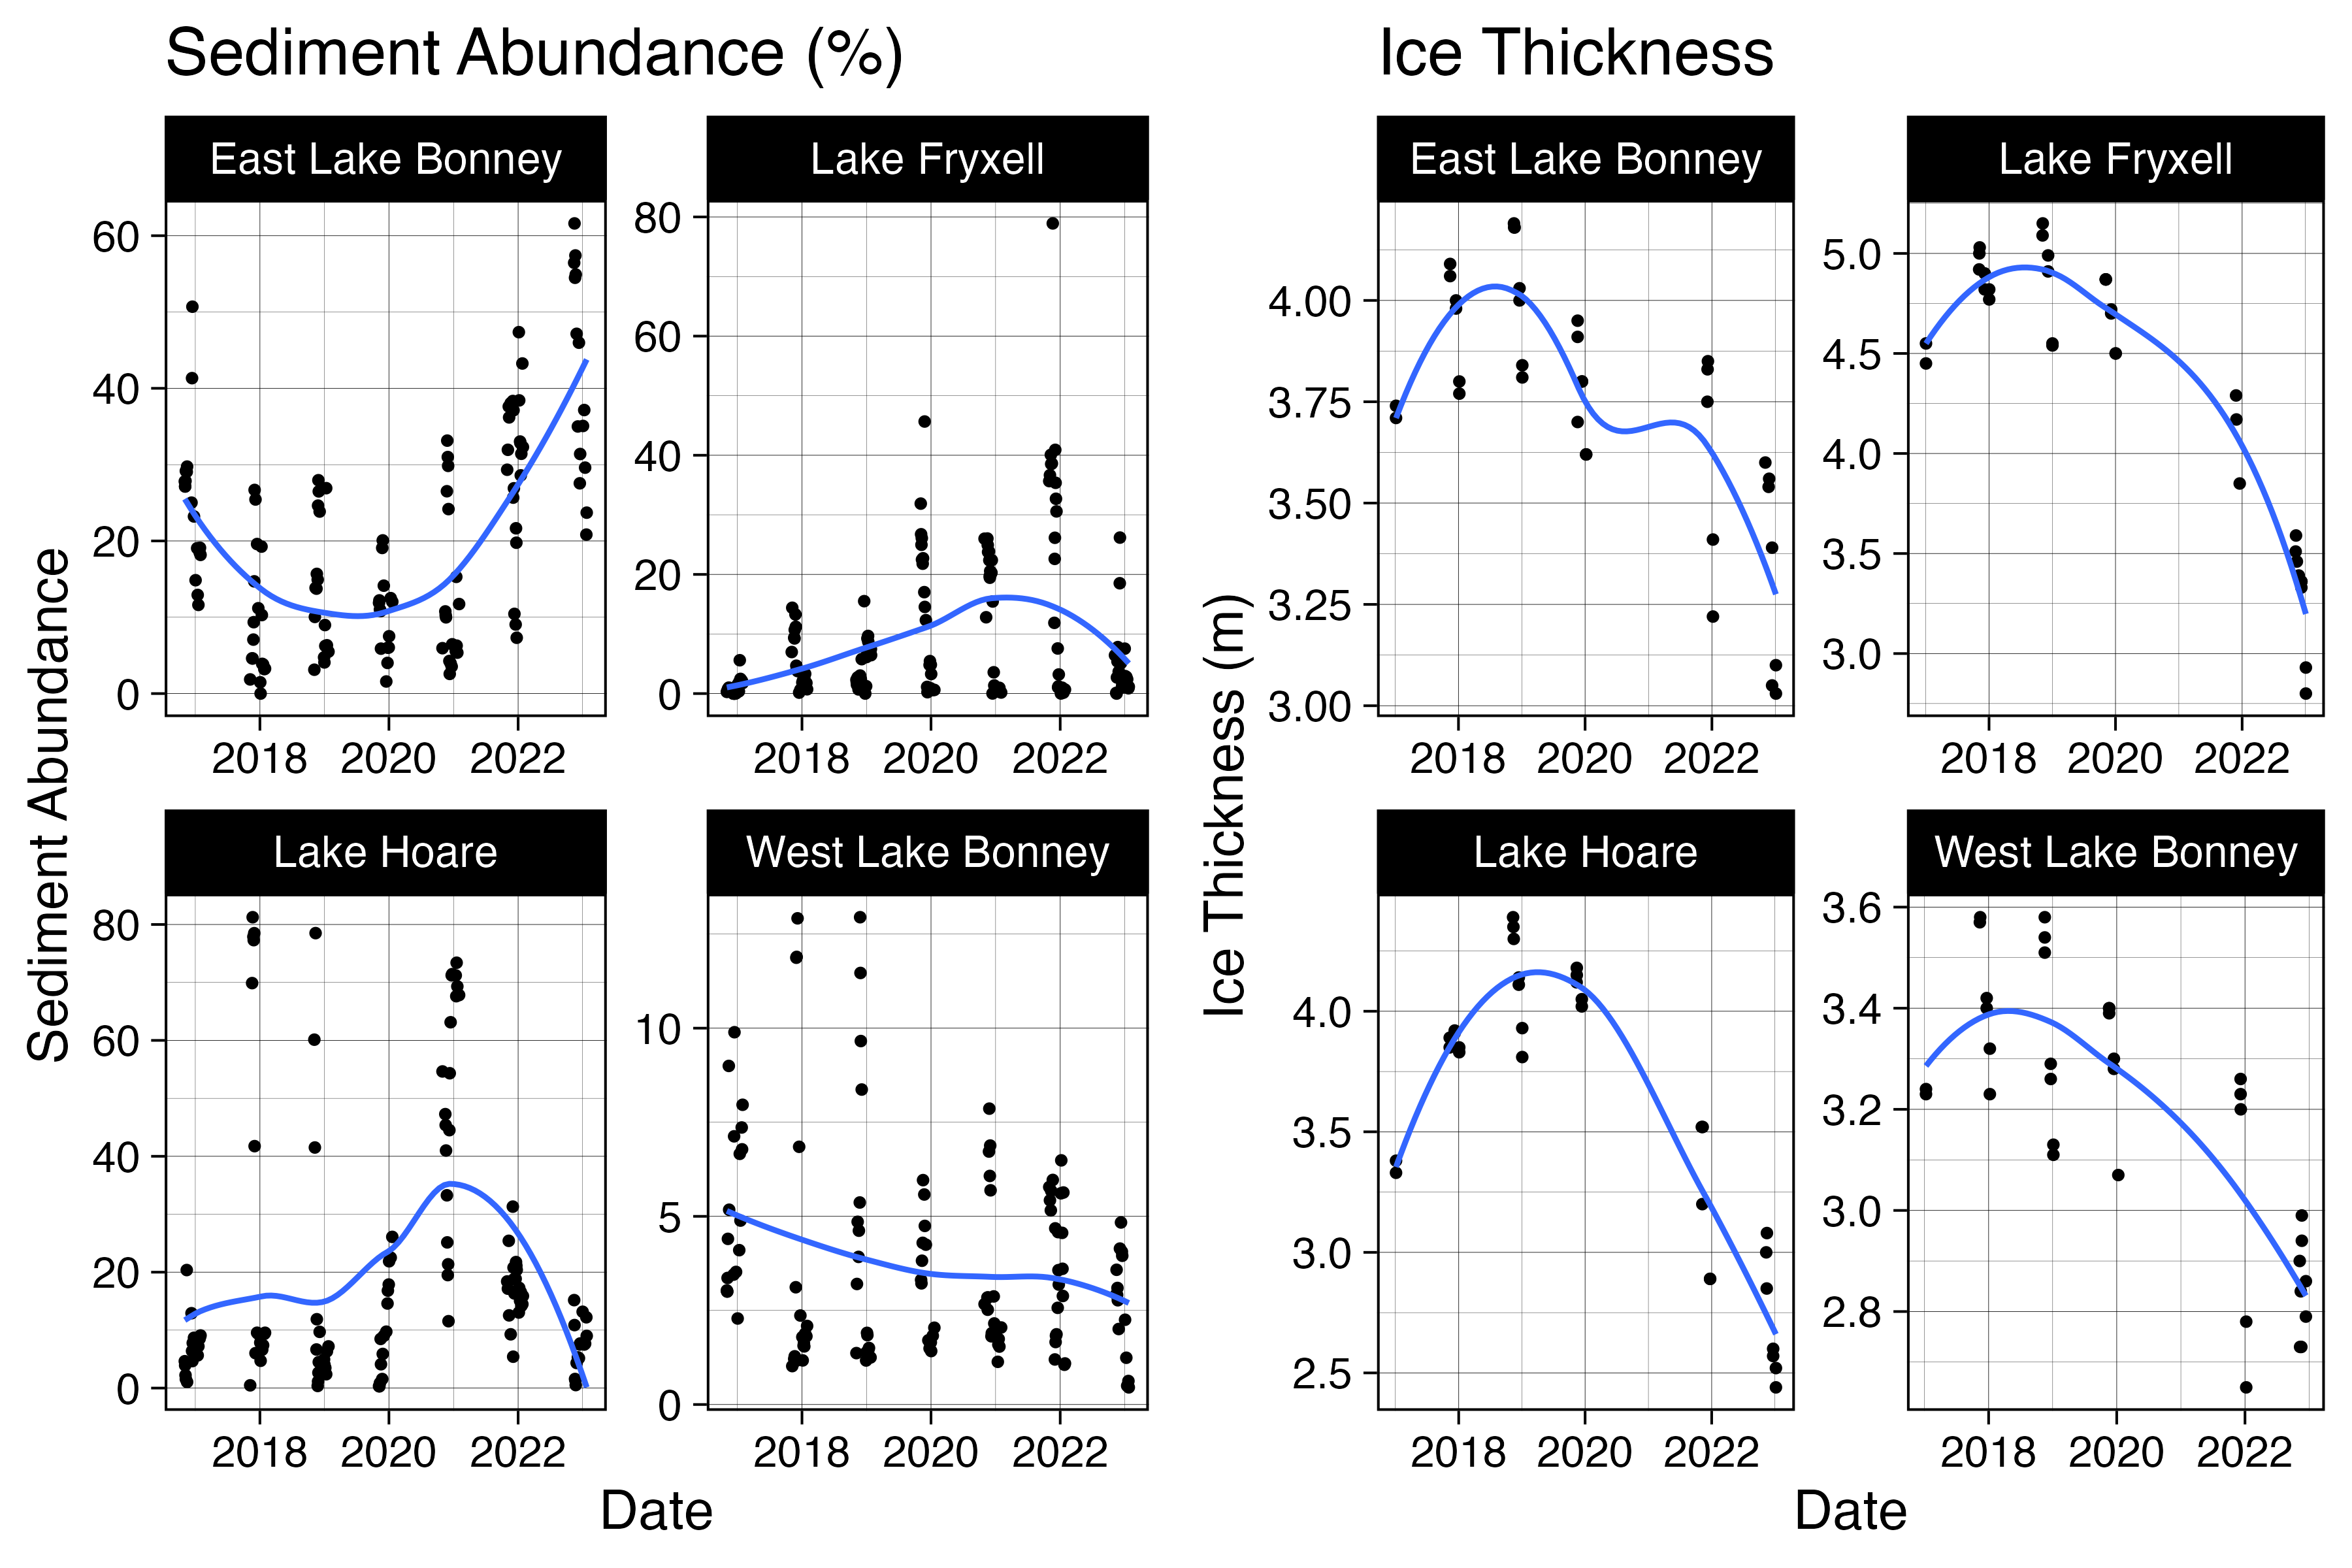 Sediment Abundance (%)
Sediment Abundance
East Lake Bonney
60
40
20
0
2018 2020 2022
Lake Fryxell
80
60
40
20
0
2018 2020 2022
Lake Hoare
80
60
40
20
0
2018 2020 2022
West Lake Bonney
10
5
0
2018 2020 2022
Date
Ice Thickness
Ice Thickness (m)
East Lake Bonney
4.00
3.75
3.50
3.25
3.00
2018 2020 2022
Lake Fryxell
5.0
4.5
4.0
3.5
3.0
2018 2020 2022
Lake Hoare
4.0
3.5
3.0
2.5
2018 2020 2022
West Lake Bonney
3.6
3.4
3.2
3.0
2.8
2018 2020 2022
Date